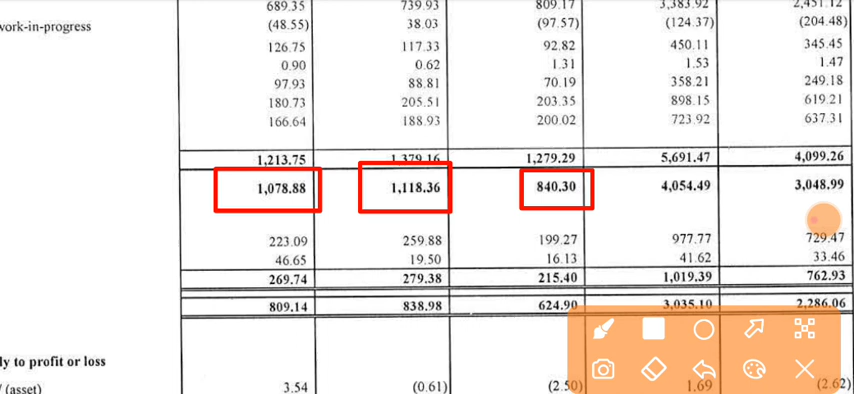 689.35 739.93 809.17 3,383.92 2,451.12
work-in-progress (48.55) 38.03 (97.57) (124.37) (204.48)
126.75 117.33 92.82 450.11 345.45
0.90 0.62 1.31 1.53 1.47
97.93 88.81 70.19 358.21 249.18
180.73 205.51 203.35 898.15 619.21
166.64 188.93 200.02 723.92 637.31
1,213.75 1,379.16 1,279.29 5,691.47 4,099.26
1,078.88 1,118.36 840.30 4,054.49 3,048.99
223.09 259.88 199.27 977.77 729.47
46.65 19.50 16.13 41.62 33.46
269.74 279.38 215.40 1,019.39 762.93
809.14 838.98 624.90 3,035.10 2,286.06
ly to profit or loss
/ (asset) 3.54 (0.61) (2.50) 1.69 (2.62)